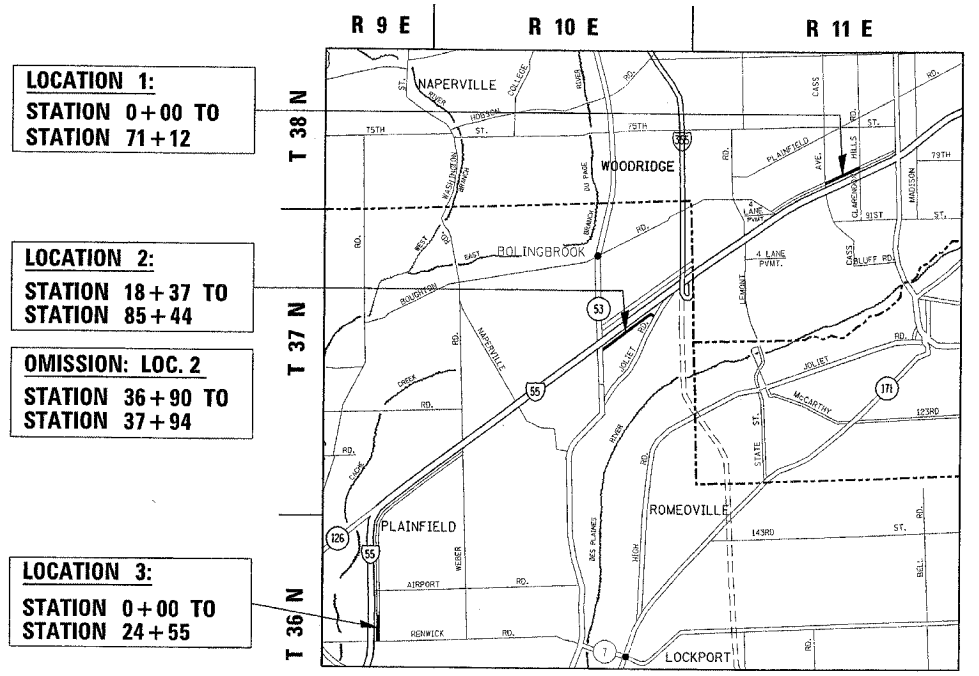 R 9 E
R 10 E
R 11 E
LOCATION 1:
STATION 0+00 TO
STATION 71+12
LOCATION 2:
STATION 18+37 TO
STATION 85+44
OMISSION: LOC. 2
STATION 36+90 TO
STATION 37+94
LOCATION 3:
STATION 0+00 TO
STATION 24+55
T 38 N
T 37 N
T 36 N
NAPERVILLE
ST.
RIVER
COLLEGE
RIVER
RD.
HOBSON
75TH
ST.
75TH
ST.
355
WOODRIDGE
RD.
PLAINFIELD
RD.
CASS
AVE.
CLARENDON HILLS RD.
MADISON
79TH
91ST
ST.
WASHINGTON
BRANCH
DU PAGE
BRANCH
WEST
RD.
EAST
BOLINGBROOK
RD.
BOUGHTON
RD.
4
LANE
PVMT.
4 LANE
PVMT.
LEMONT
CASS
BLUFF RD.
53
NAPERVILLE
RD.
JOLIET RD.
55
CREEK
RD.
RD.
CACHE
RIVER
DES PLAINES
JOLIET
RD.
McCARTHY
171
123RD
STATE ST.
HIGH
RD.
ROMEOVILLE
143RD
ST.
BELL
RD.
PLAINFIELD
126
55
WEBER
AIRPORT
RD.
RENWICK
RD.
7
LOCKPORT